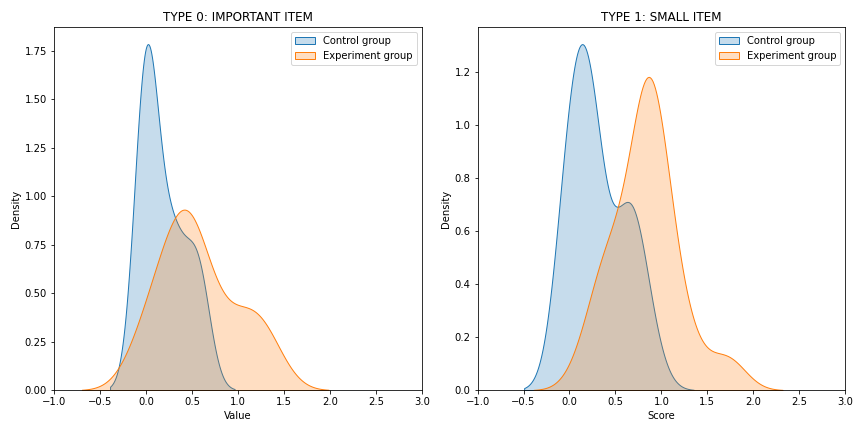 TYPE 0: IMPORTANT ITEM
Control group
Experiment group
Density
1.75
1.50
1.25
1.00
0.75
0.50
0.25
0.00
−1.0 −0.5 0.0 0.5 1.0 1.5 2.0 2.5 3.0
Value
TYPE 1: SMALL ITEM
Control group
Experiment group
Density
1.2
1.0
0.8
0.6
0.4
0.2
0.0
−1.0 −0.5 0.0 0.5 1.0 1.5 2.0 2.5 3.0
Score